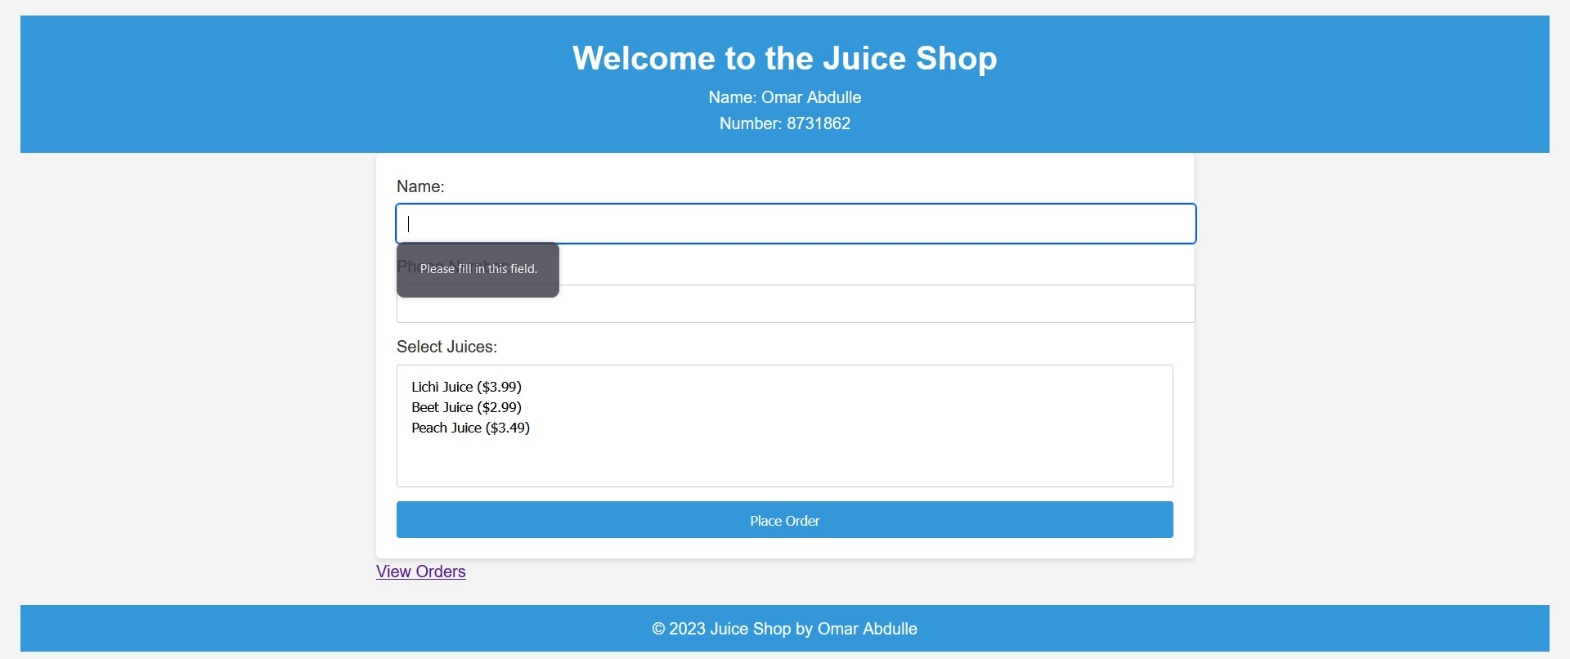 Welcome to the Juice Shop
Name: Omar Abdulle
Number: 8731862
Name:
Please fill in this field.
Select Juices:
Lichi Juice ($3.99)
Beet Juice ($2.99)
Peach Juice ($3.49)
Place Order
View Orders
© 2023 Juice Shop by Omar Abdulle